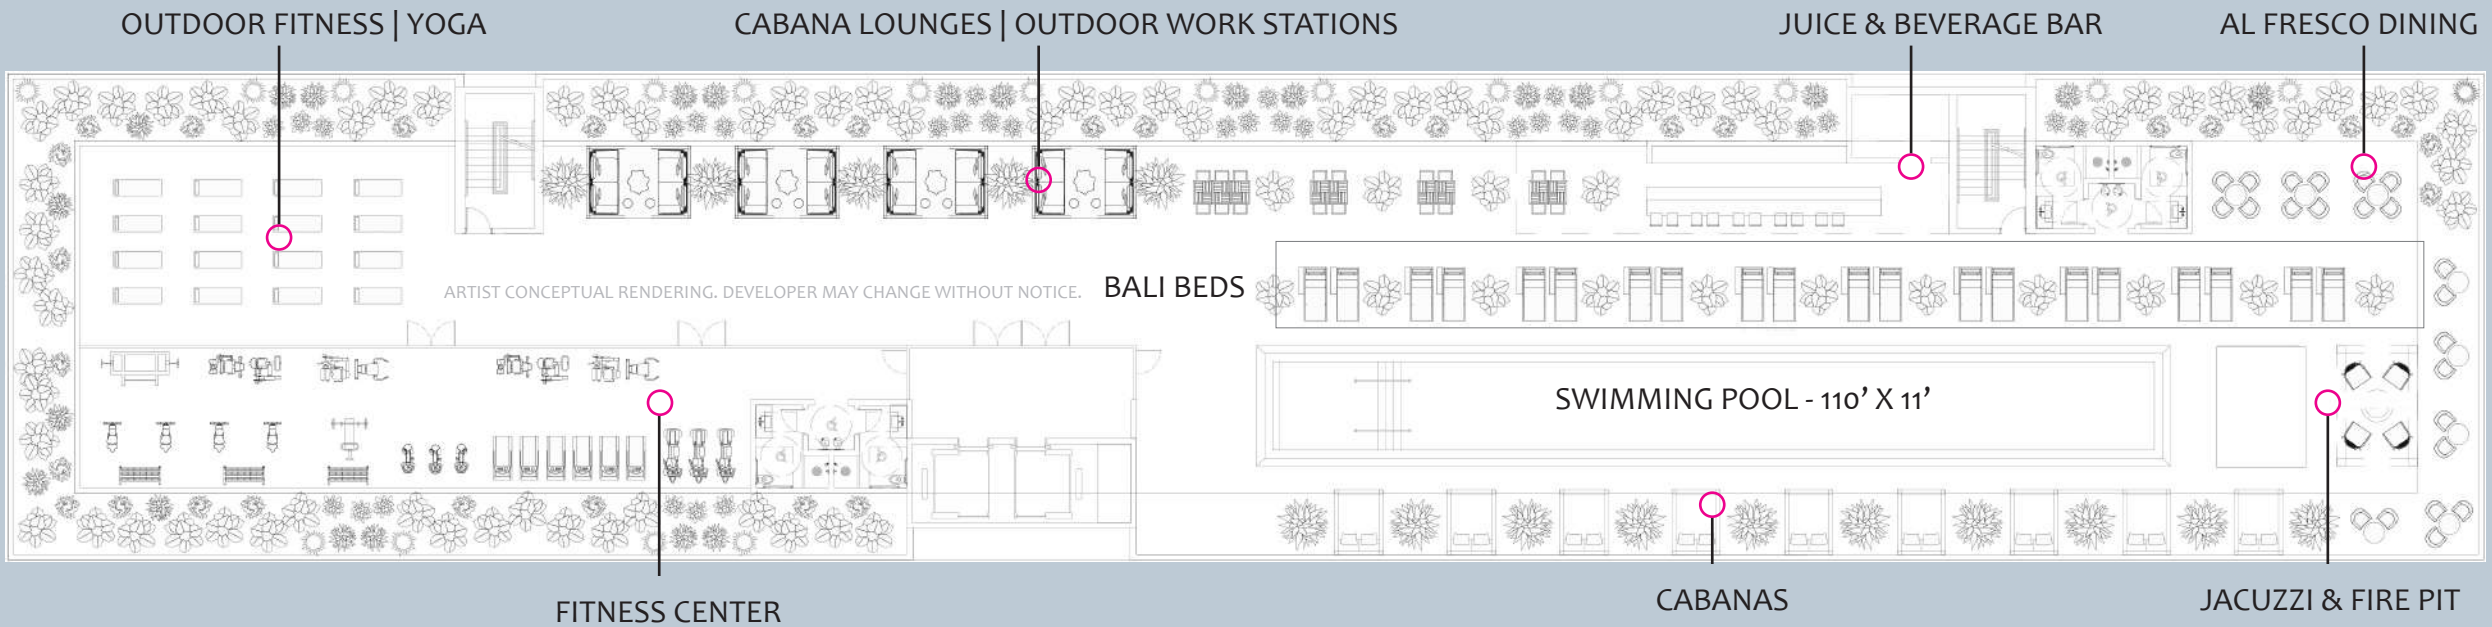 OUTDOOR FITNESS | YOGA
CABANA LOUNGES | OUTDOOR WORK STATIONS
JUICE & BEVERAGE BAR
AL FRESCO DINING
ARTIST CONCEPTUAL RENDERING. DEVELOPER MAY CHANGE WITHOUT NOTICE.
BALI BEDS
SWIMMING POOL - 110’ X 11’
FITNESS CENTER
CABANAS
JACUZZI & FIRE PIT